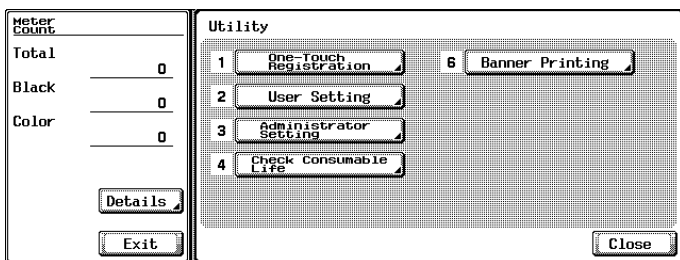 Meter
Count
Total
0
Black
0
Color
0
Details
Exit
Utility
1 One-Touch
Registration
2 User Setting
3 Administrator
Setting
4 Check Consumable
Life
6 Banner Printing
Close